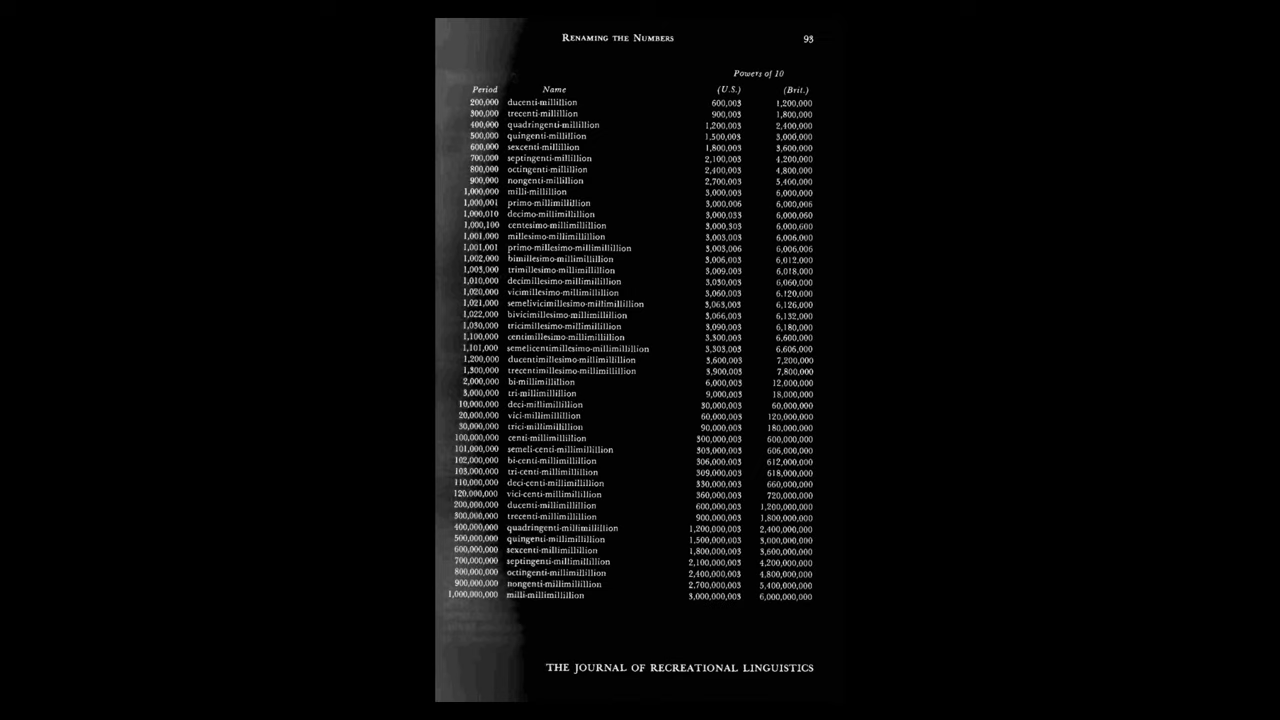 RENAMING THE NUMBERS 93
Powers of 10
Period Name (U.S.) (Brit.)
200,000 ducenti-millillion 600,003 1,200,000
300,000 trecenti-millillion 900,003 1,800,000
400,000 quadringenti-millillion 1,200,003 2,400,000
500,000 quingenti-millillion 1,500,003 3,000,000
600,000 sexcenti-millillion 1,800,003 3,600,000
700,000 septingenti-millillion 2,100,003 4,200,000
800,000 octingenti-millillion 2,400,003 4,800,000
900,000 nongenti-millillion 2,700,003 5,400,000
1,000,000 milli-millillion 3,000,003 6,000,000
1,000,001 primo-millimillillion 3,000,006 6,000,006
1,000,010 decimo-millimillillion 3,000,033 6,000,060
1,000,100 centesimo-millimillillion 3,000,303 6,000,600
1,001,000 millesimo-millimillillion 3,003,003 6,006,000
1,001,001 primo-millesimo-millimillillion 3,003,006 6,006,006
1,002,000 bimillesimo-millimillillion 3,006,003 6,012,000
1,003,000 trimillesimo-millimillillion 3,009,003 6,018,000
1,010,000 decimillesimo-millimillillion 3,030,003 6,060,000
1,020,000 vicimillesimo-millimillillion 3,060,003 6,120,000
1,021,000 semelivicimillesimo-millimillillion 3,063,003 6,126,000
1,022,000 bivicimillesimo-millimillillion 3,066,003 6,132,000
1,030,000 tricimillesimo-millimillillion 3,090,003 6,180,000
1,100,000 centimillesimo-millimillillion 3,300,003 6,600,000
1,101,000 semelicentimillesimo-millimillillion 3,303,003 6,606,000
1,200,000 ducentimillesimo-millimillillion 3,600,003 7,200,000
1,300,000 trecentimillesimo-millimillillion 3,900,003 7,800,000
2,000,000 bi-millimillillion 6,000,003 12,000,000
3,000,000 tri-millimillillion 9,000,003 18,000,000
10,000,000 deci-millimillillion 30,000,003 60,000,000
20,000,000 vici-millimillillion 60,000,003 120,000,000
30,000,000 trici-millimillillion 90,000,003 180,000,000
100,000,000 centi-millimillillion 300,000,003 600,000,000
101,000,000 semeli-centi-millimillillion 303,000,003 606,000,000
102,000,000 bi-centi-millimillillion 306,000,003 612,000,000
103,000,000 tri-centi-millimillillion 309,000,003 618,000,000
110,000,000 deci-centi-millimillillion 330,000,003 660,000,000
120,000,000 vici-centi-millimillillion 360,000,003 720,000,000
200,000,000 ducenti-millimillillion 600,000,003 1,200,000,000
300,000,000 trecenti-millimillillion 900,000,003 1,800,000,000
400,000,000 quadringenti-millimillillion 1,200,000,003 2,400,000,000
500,000,000 quingenti-millimillillion 1,500,000,003 3,000,000,000
600,000,000 sexcenti-millimillillion 1,800,000,003 3,600,000,000
700,000,000 septingenti-millimillillion 2,100,000,003 4,200,000,000
800,000,000 octingenti-millimillillion 2,400,000,003 4,800,000,000
900,000,000 nongenti-millimillillion 2,700,000,003 5,400,000,000
1,000,000,000 milli-millimillillion 3,000,000,003 6,000,000,000
THE JOURNAL OF RECREATIONAL LINGUISTICS